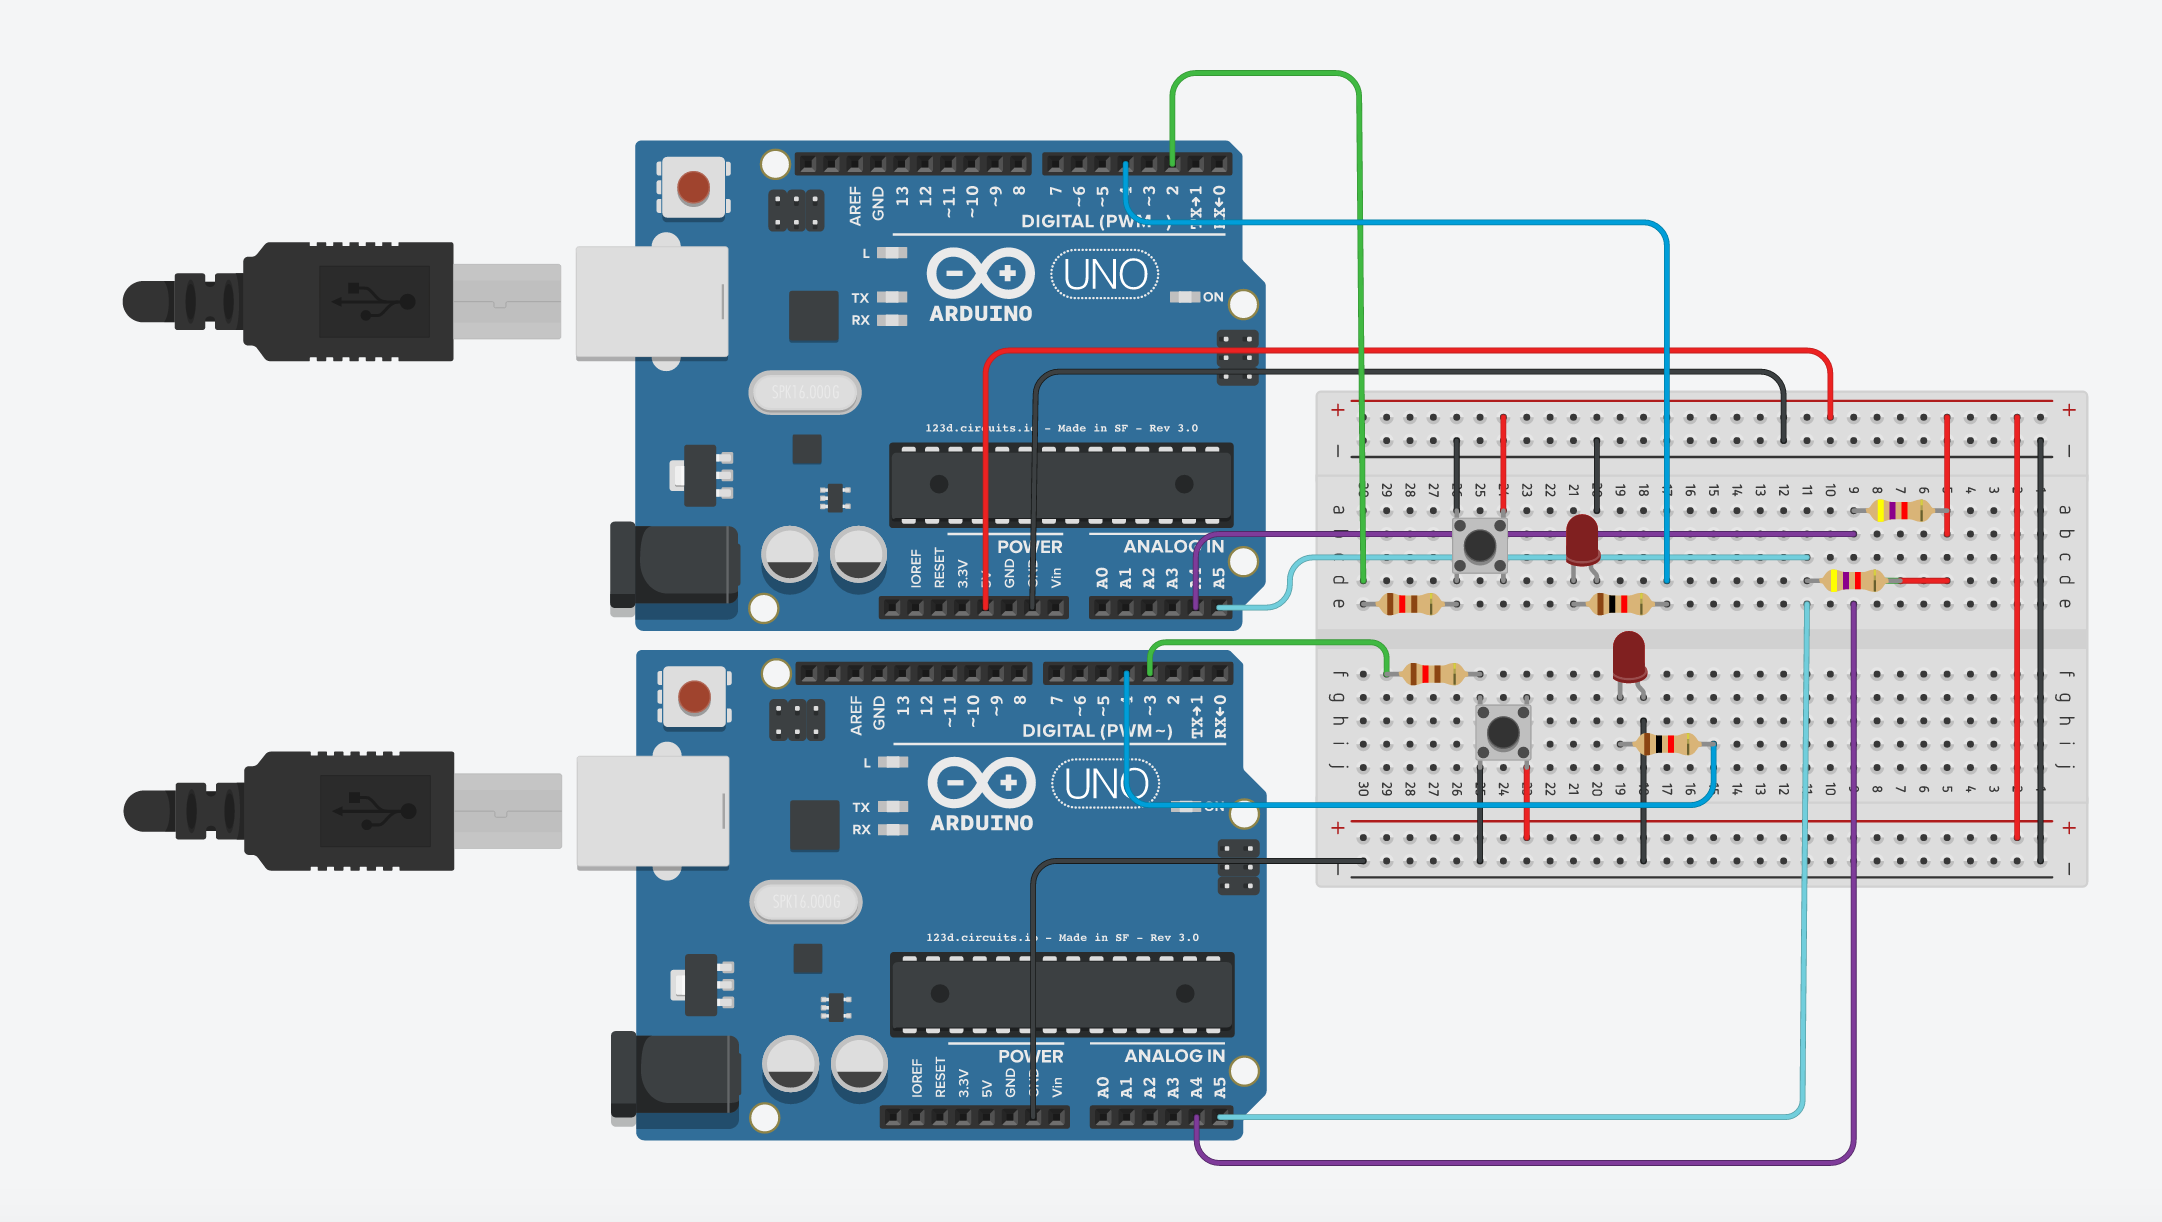 AREF GND 13 12 ~11 ~10 ~9 8 7 ~6 ~5 4 ~3 2 TX→1 RX←0
DIGITAL (PWM ~)
L
TX
RX
UNO
ON
ARDUINO
SPKT6.000G
123d.circuits.io - Made in SF - Rev 3.0
POWER
ANALOG IN
IOREF RESET 3.3V 5V GND GND Vin A0 A1 A2 A3 A4 A5
+ +
- -
30 29 28 27 26 25 24 23 22 21 20 19 18 17 16 15 14 13 12 11 10 9 8 7 6 5 4 3 2 1
a a
b b
c c
d d
e e
f f
g g
h h
i i
j j
30 29 28 27 26 25 24 23 22 21 20 19 18 17 16 15 14 13 12 11 10 9 8 7 6 5 4 3 2 1
+ +
- -
AREF GND 13 12 ~11 ~10 ~9 8 7 ~6 ~5 4 ~3 2 TX→1 RX←0
DIGITAL (PWM~)
L
TX
RX
UNO
ON
ARDUINO
SPKT6.000G
123d.circuits.io - Made in SF - Rev 3.0
POWER
ANALOG IN
IOREF RESET 3.3V 5V GND GND Vin A0 A1 A2 A3 A4 A5